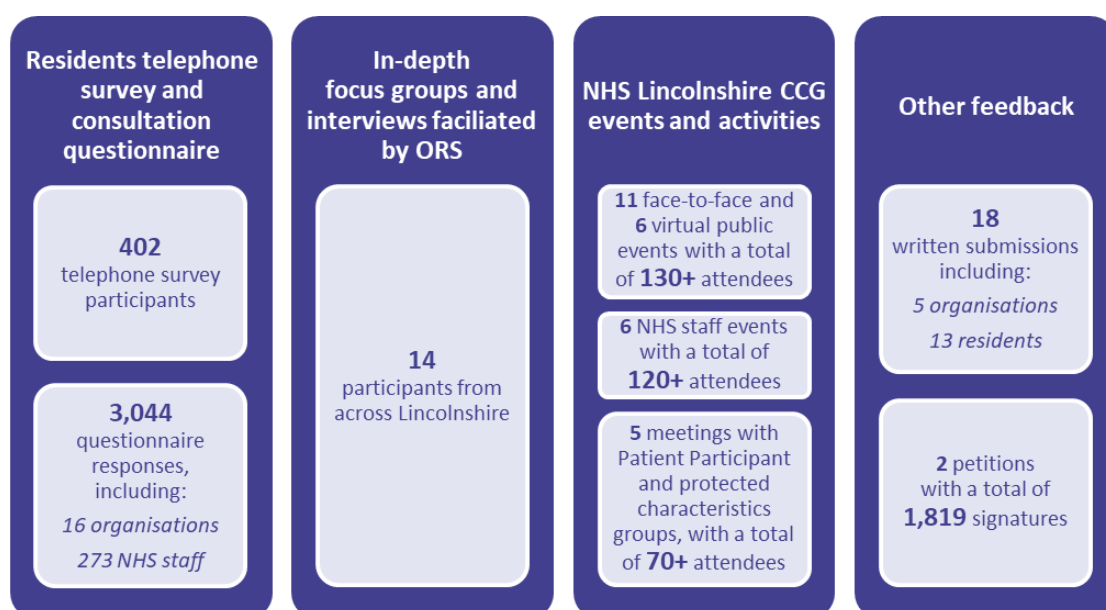 Residents telephone
survey and
consultation
questionnaire
402
telephone survey
participants
3,044
questionnaire
responses,
including:
16 organisations
273 NHS staff
In-depth
focus groups and
interviews faciliated
by ORS
14
participants from
across Lincolnshire
NHS Lincolnshire CCG
events and activities
11 face-to-face and
6 virtual public
events with a total
of 130+ attendees
6 NHS staff events
with a total of
120+ attendees
5 meetings with
Patient Participant
and protected
characteristics
groups, with a total
of 70+ attendees
Other feedback
18
written submissions
including:
5 organisations
13 residents
2 petitions
with a total of
1,819 signatures